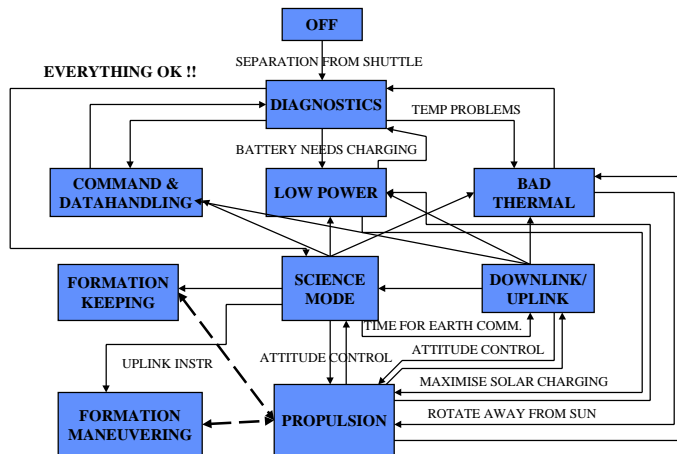 OFF
SEPARATION FROM SHUTTLE
EVERYTHING OK !!
DIAGNOSTICS
TEMP PROBLEMS
BATTERY NEEDS CHARGING
COMMAND &
DATAHANDLING
LOW POWER
BAD
THERMAL
FORMATION
KEEPING
SCIENCE
MODE
DOWNLINK/
UPLINK
TIME FOR EARTH COMM.
UPLINK INSTR
ATTITUDE CONTROL
ATTITUDE CONTROL
MAXIMISE SOLAR CHARGING
FORMATION
MANEUVERING
PROPULSION
ROTATE AWAY FROM SUN